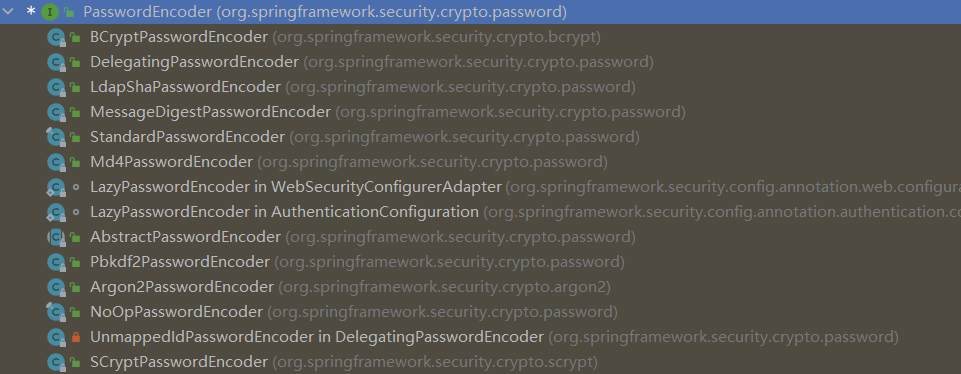 * I PasswordEncoder (org.springframework.security.crypto.password)
C BCryptPasswordEncoder (org.springframework.security.crypto.bcrypt)
C DelegatingPasswordEncoder (org.springframework.security.crypto.password)
C LdapShaPasswordEncoder (org.springframework.security.crypto.password)
C MessageDigestPasswordEncoder (org.springframework.security.crypto.password)
C StandardPasswordEncoder (org.springframework.security.crypto.password)
C Md4PasswordEncoder (org.springframework.security.crypto.password)
C LazyPasswordEncoder in WebSecurityConfigurerAdapter (org.springframework.security.config.annotation.web.configura
C LazyPasswordEncoder in AuthenticationConfiguration (org.springframework.security.config.annotation.authentication.co
C AbstractPasswordEncoder (org.springframework.security.crypto.password)
C Pbkdf2PasswordEncoder (org.springframework.security.crypto.password)
C Argon2PasswordEncoder (org.springframework.security.crypto.argon2)
C NoOpPasswordEncoder (org.springframework.security.crypto.password)
C UnmappedIdPasswordEncoder in DelegatingPasswordEncoder (org.springframework.security.crypto.password)
C SCryptPasswordEncoder (org.springframework.security.crypto.scrypt)